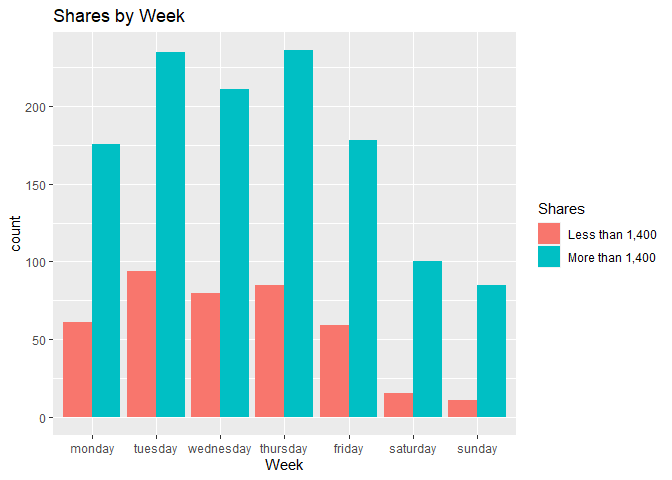 Shares by Week
count
200
150
100
50
0
monday tuesday wednesday thursday friday saturday sunday
Week
Shares
Less than 1,400
More than 1,400